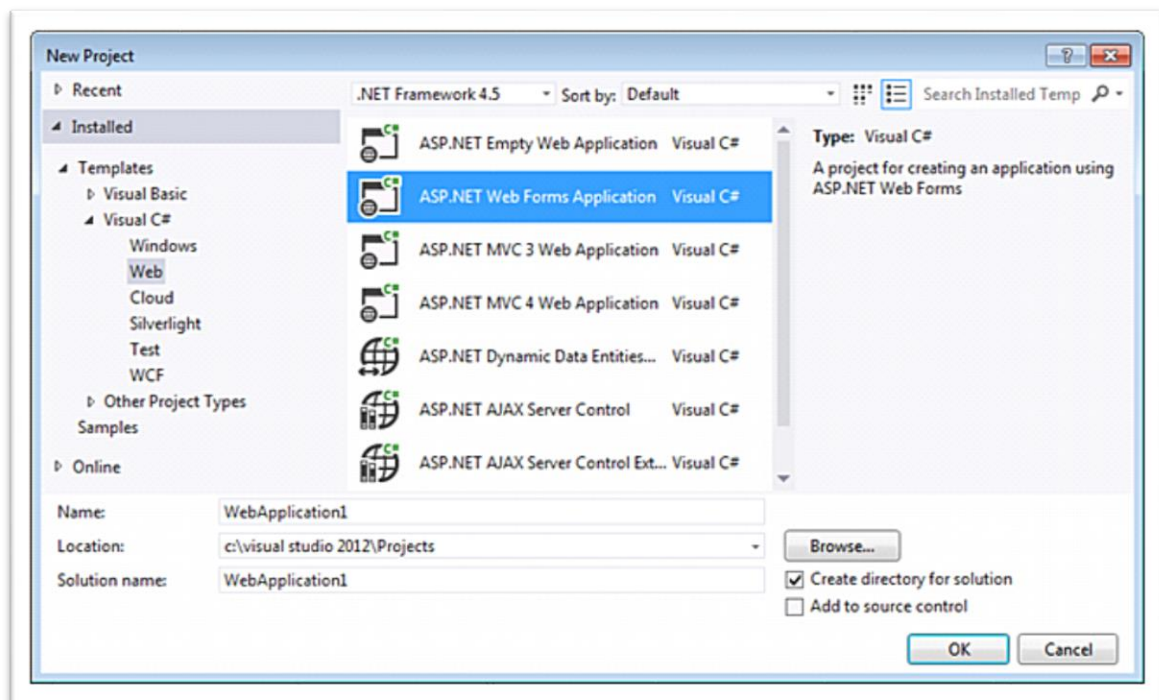 New Project
Recent
.NET Framework 4.5
Sort by: Default
Search Installed Temp
Installed
Templates
Visual Basic
Visual C#
Windows
Web
Cloud
Silverlight
Test
WCF
Other Project Types
Samples
Online
ASP.NET Empty Web Application Visual C#
ASP.NET Web Forms Application Visual C#
ASP.NET MVC 3 Web Application Visual C#
ASP.NET MVC 4 Web Application Visual C#
ASP.NET Dynamic Data Entities... Visual C#
ASP.NET AJAX Server Control Visual C#
ASP.NET AJAX Server Control Ext... Visual C#
Type: Visual C#
A project for creating an application using
ASP.NET Web Forms
Name: WebApplication1
Location: c:\visual studio 2012\Projects
Browse...
Solution name: WebApplication1
Create directory for solution
Add to source control
OK
Cancel